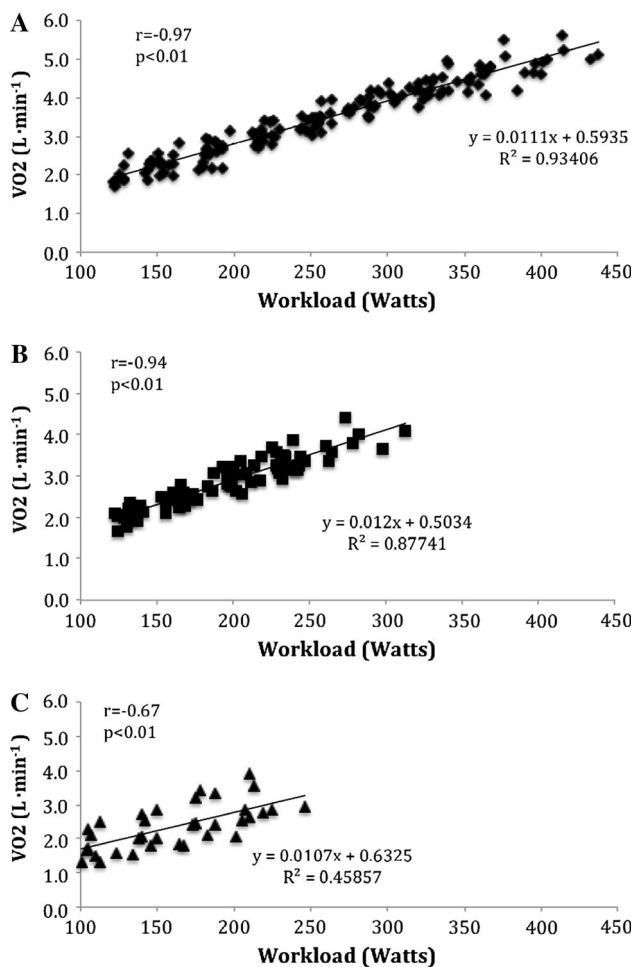 A
6.0
5.0
4.0
3.0
2.0
1.0
0.0
VO2 (L·min⁻¹)
r=-0.97
p<0.01
y = 0.0111x + 0.5935
R² = 0.93406
100 150 200 250 300 350 400 450
Workload (Watts)
B
6.0
5.0
4.0
3.0
2.0
1.0
0.0
VO2 (L·min⁻¹)
r=-0.94
p<0.01
y = 0.012x + 0.5034
R² = 0.87741
100 150 200 250 300 350 400 450
Workload (Watts)
C
6.0
5.0
4.0
3.0
2.0
1.0
0.0
VO2 (L·min⁻¹)
r=-0.67
p<0.01
y = 0.0107x + 0.6325
R² = 0.45857
100 150 200 250 300 350 400 450
Workload (Watts)